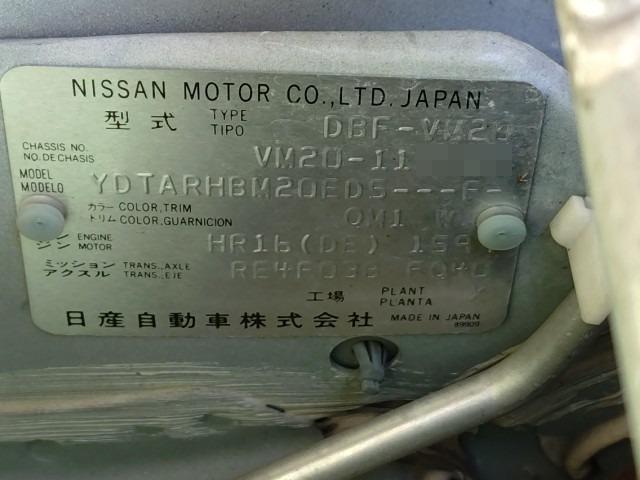 NISSAN MOTOR CO.,LTD. JAPAN
型式 TYPE TIPO DBF-VM20
CHASSIS NO. NO.DE CHASIS VM20-11
MODEL MODELO YDTARHBM20EDS---E-
カラー COLOR,TRIM トリム COLOR,GUARNICION QM1
ジン ENGINE MOTOR HR16(DE) 159
ミッション TRANS.,AXLE アクスル TRANS.,EJE RE4F03B FQ40
工場 PLANT PLANTA
日産自動車株式会社 MADE IN JAPAN
89909